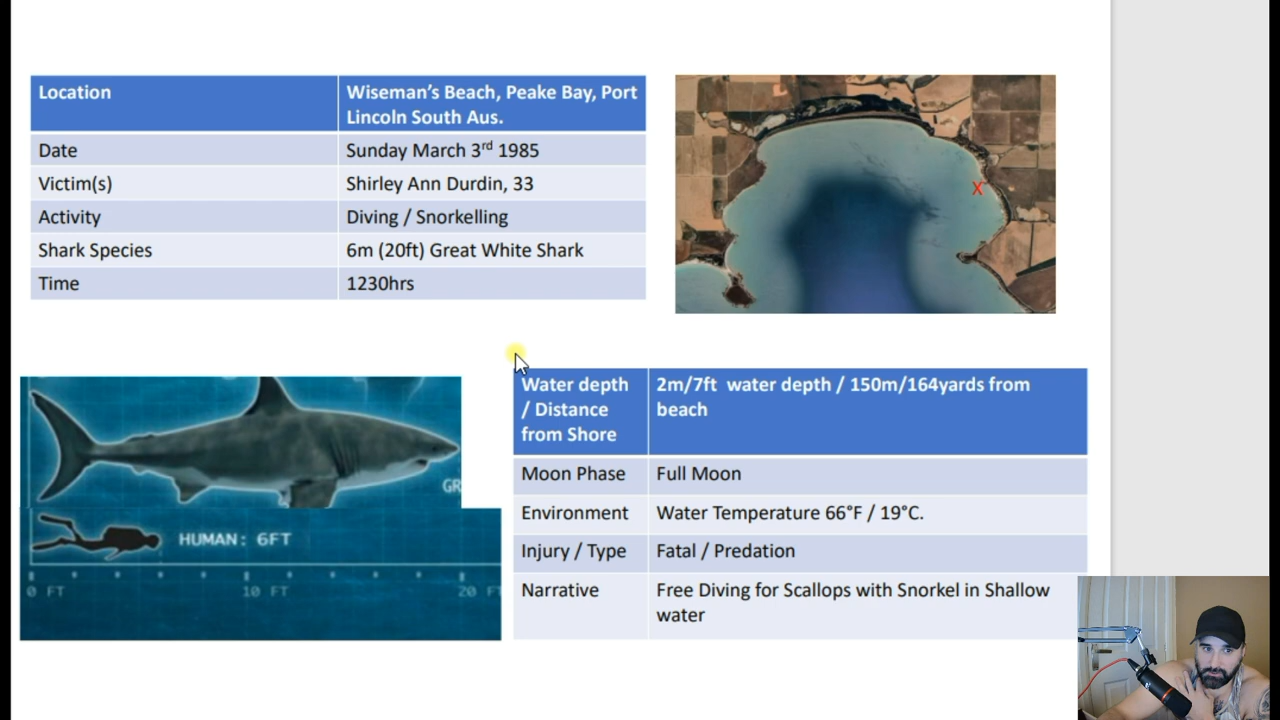 Location
Wiseman's Beach, Peake Bay, Port
Lincoln South Aus.
Date
Sunday March 3rd 1985
Victim(s)
Shirley Ann Durdin, 33
Activity
Diving / Snorkelling
Shark Species
6m (20ft) Great White Shark
Time
1230hrs
X
GR
HUMAN: 6FT
0 FT
10 FT
20 FT
Water depth
/ Distance
from Shore
2m/7ft  water depth / 150m/164yards from
beach
Moon Phase
Full Moon
Environment
Water Temperature 66°F / 19°C.
Injury / Type
Fatal / Predation
Narrative
Free Diving for Scallops with Snorkel in Shallow
water